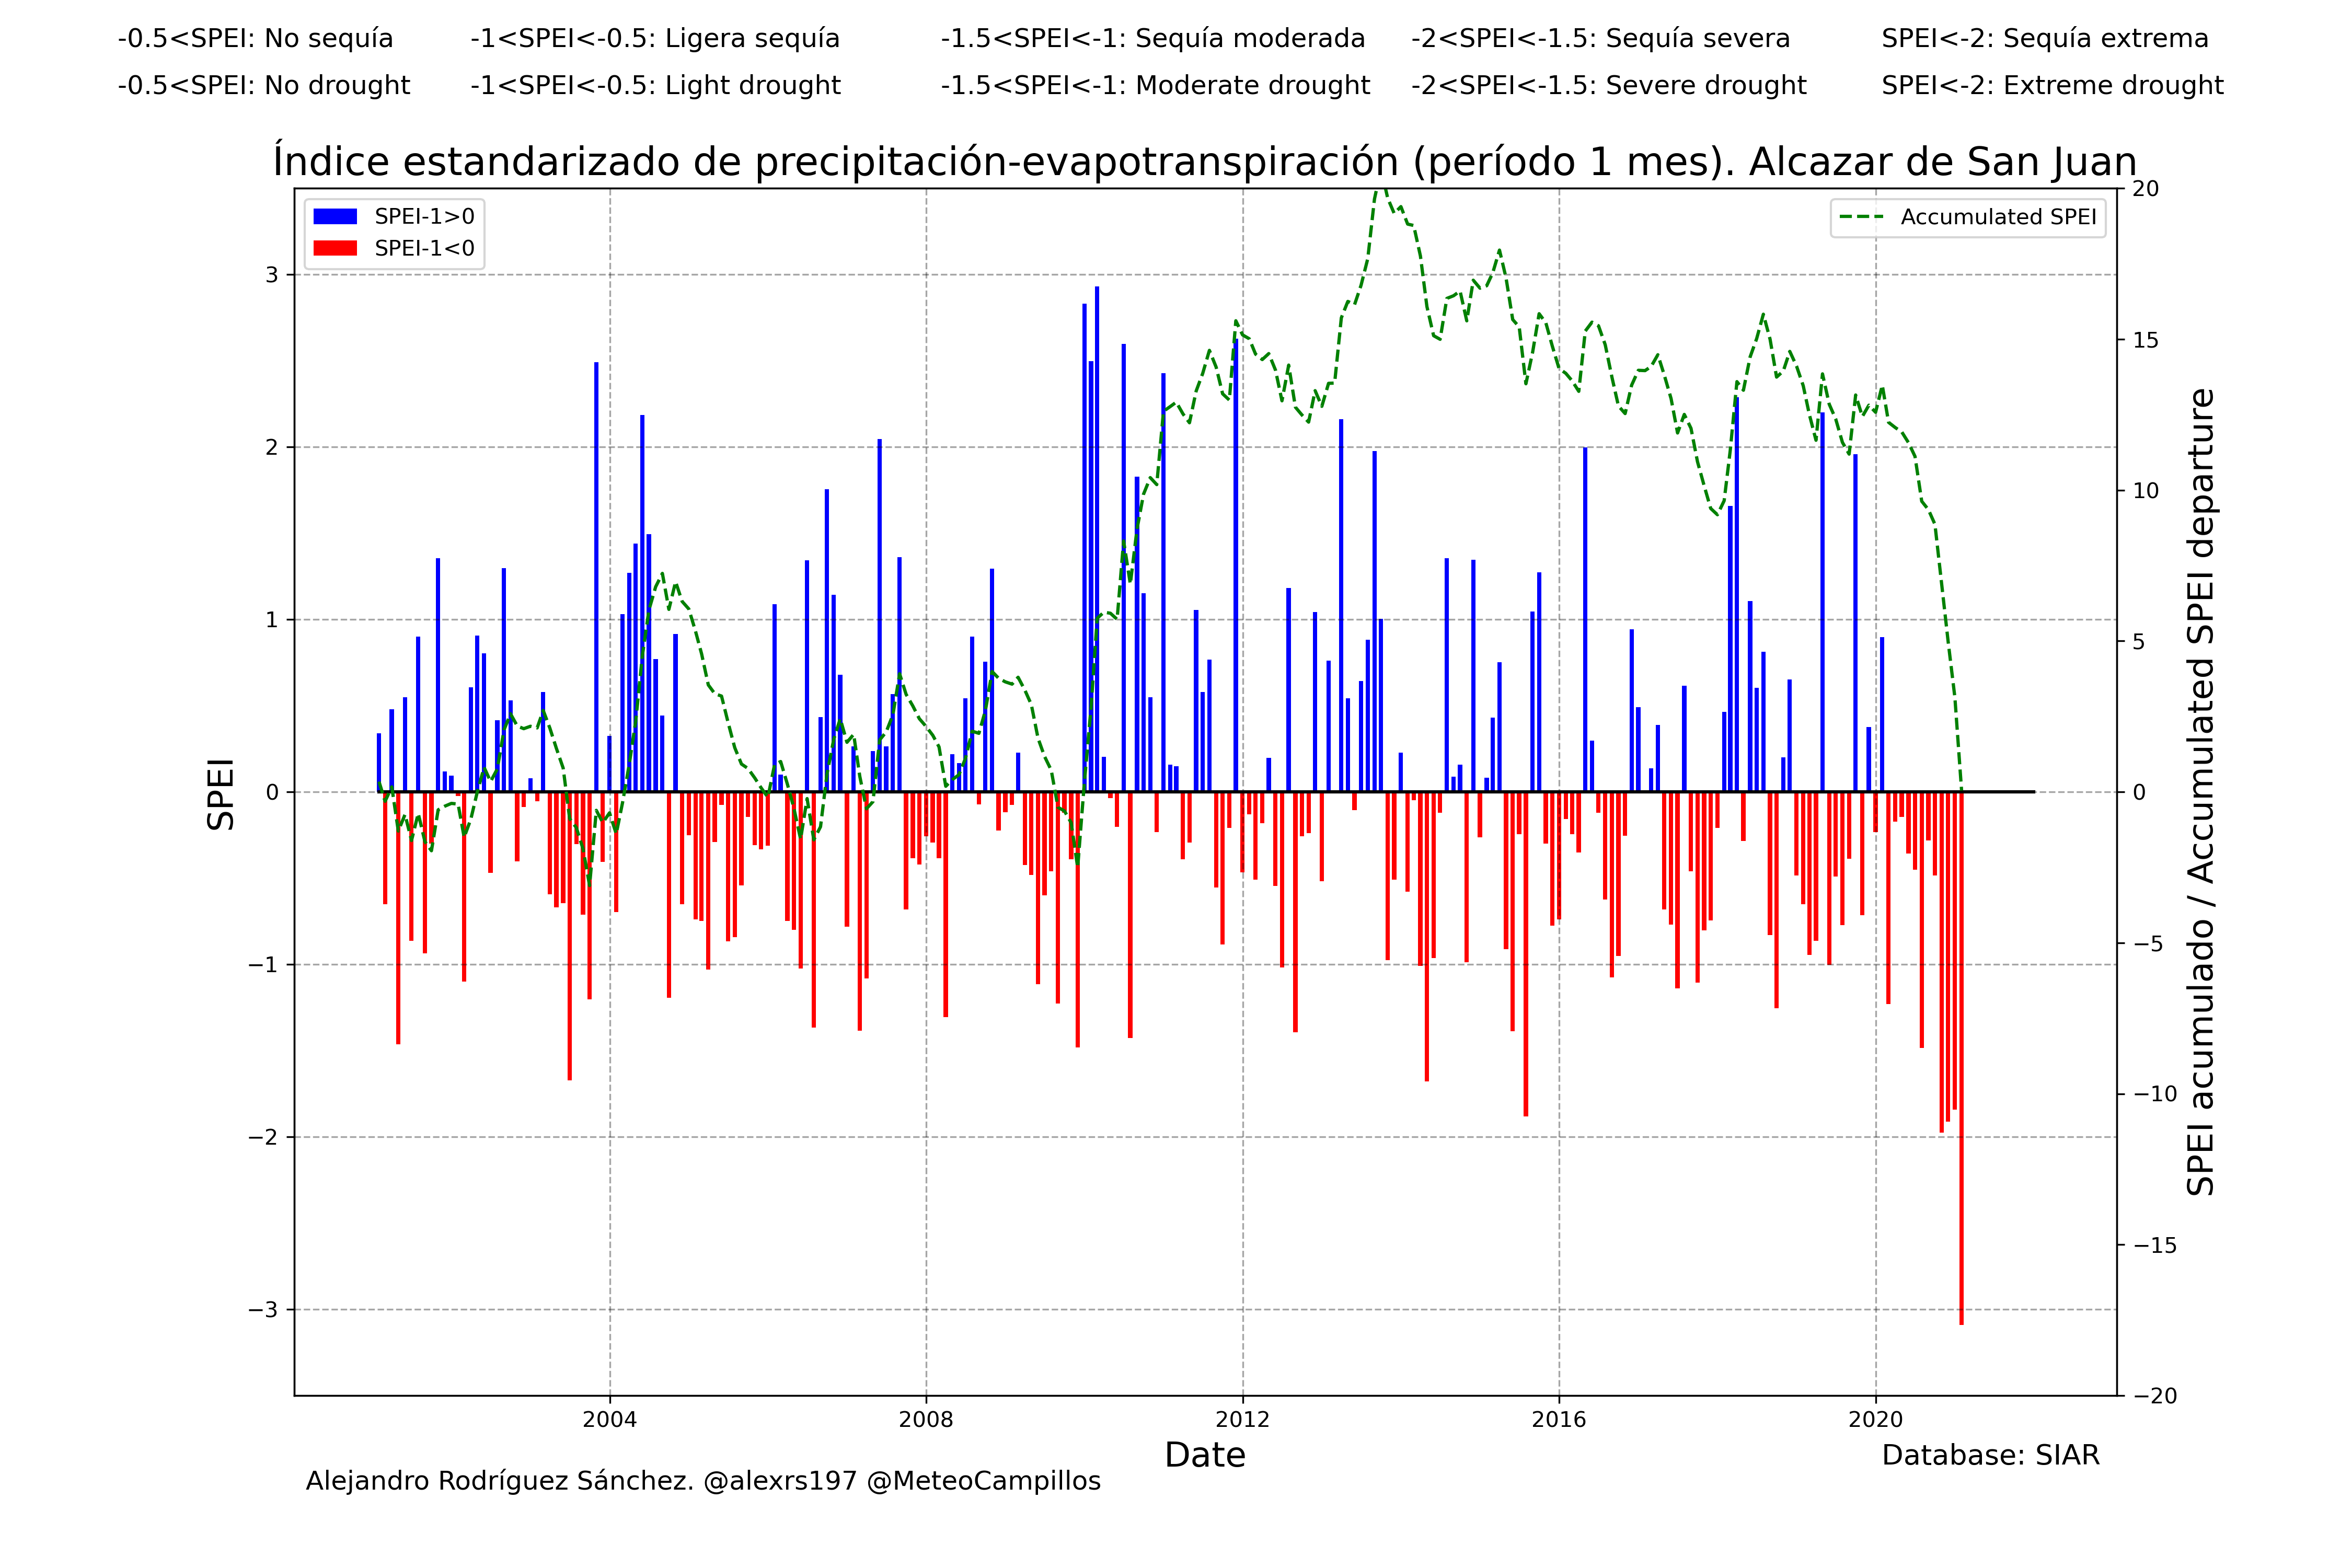 -0.5<SPEI: No sequía -1<SPEI<-0.5: Ligera sequía -1.5<SPEI<-1: Sequía moderada -2<SPEI<-1.5: Sequía severa SPEI<-2: Sequía extrema
-0.5<SPEI: No drought -1<SPEI<-0.5: Light drought -1.5<SPEI<-1: Moderate drought -2<SPEI<-1.5: Severe drought SPEI<-2: Extreme drought
Índice estandarizado de precipitación-evapotranspiración (período 1 mes). Alcazar de San Juan
SPEI-1>0
SPEI-1<0
Accumulated SPEI
SPEI
3
2
1
0
−1
−2
−3
20
15
10
5
0
−5
−10
−15
−20
SPEI acumulado / Accumulated SPEI departure
2004 2008 2012 2016 2020
Date
Database: SIAR
Alejandro Rodríguez Sánchez. @alexrs197 @MeteoCampillos